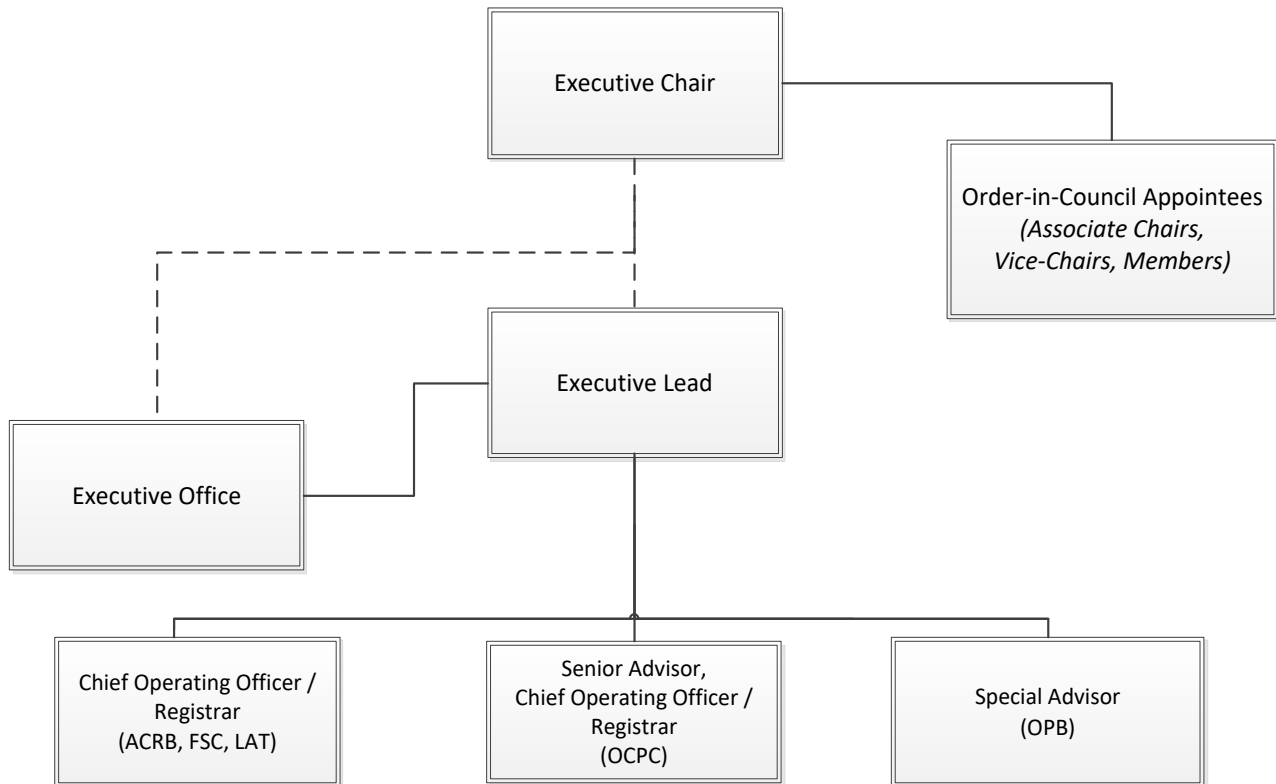 Executive Chair
Order-in-Council Appointees
(Associate Chairs,
Vice-Chairs, Members)
Executive Lead
Executive Office
Chief Operating Officer /
Registrar
(ACRB, FSC, LAT)
Senior Advisor,
Chief Operating Officer /
Registrar
(OCPC)
Special Advisor
(OPB)